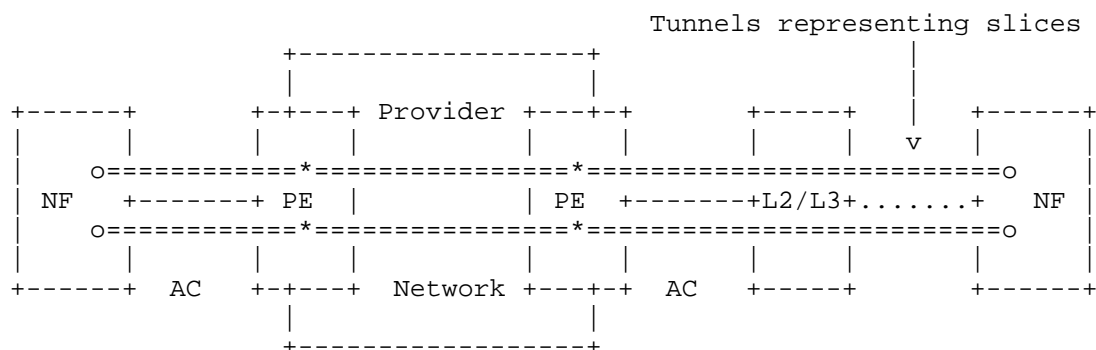 Tunnels representing slices
Provider
v
o=============*================*===========================o
NF PE PE L2/L3 ....... NF
o=============*================*===========================o
AC Network AC